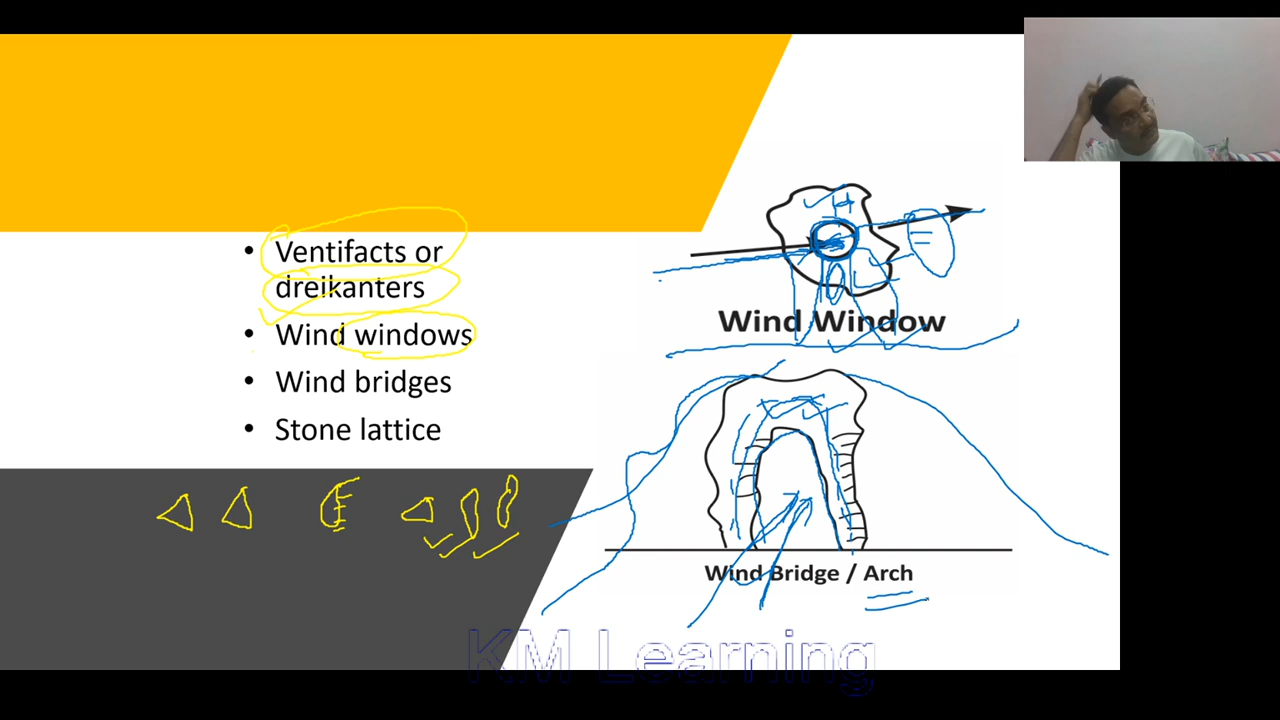 • Ventifacts or
dreikanters
• Wind windows
• Wind bridges
• Stone lattice
Wind Window
Wind Bridge / Arch
KM Learning